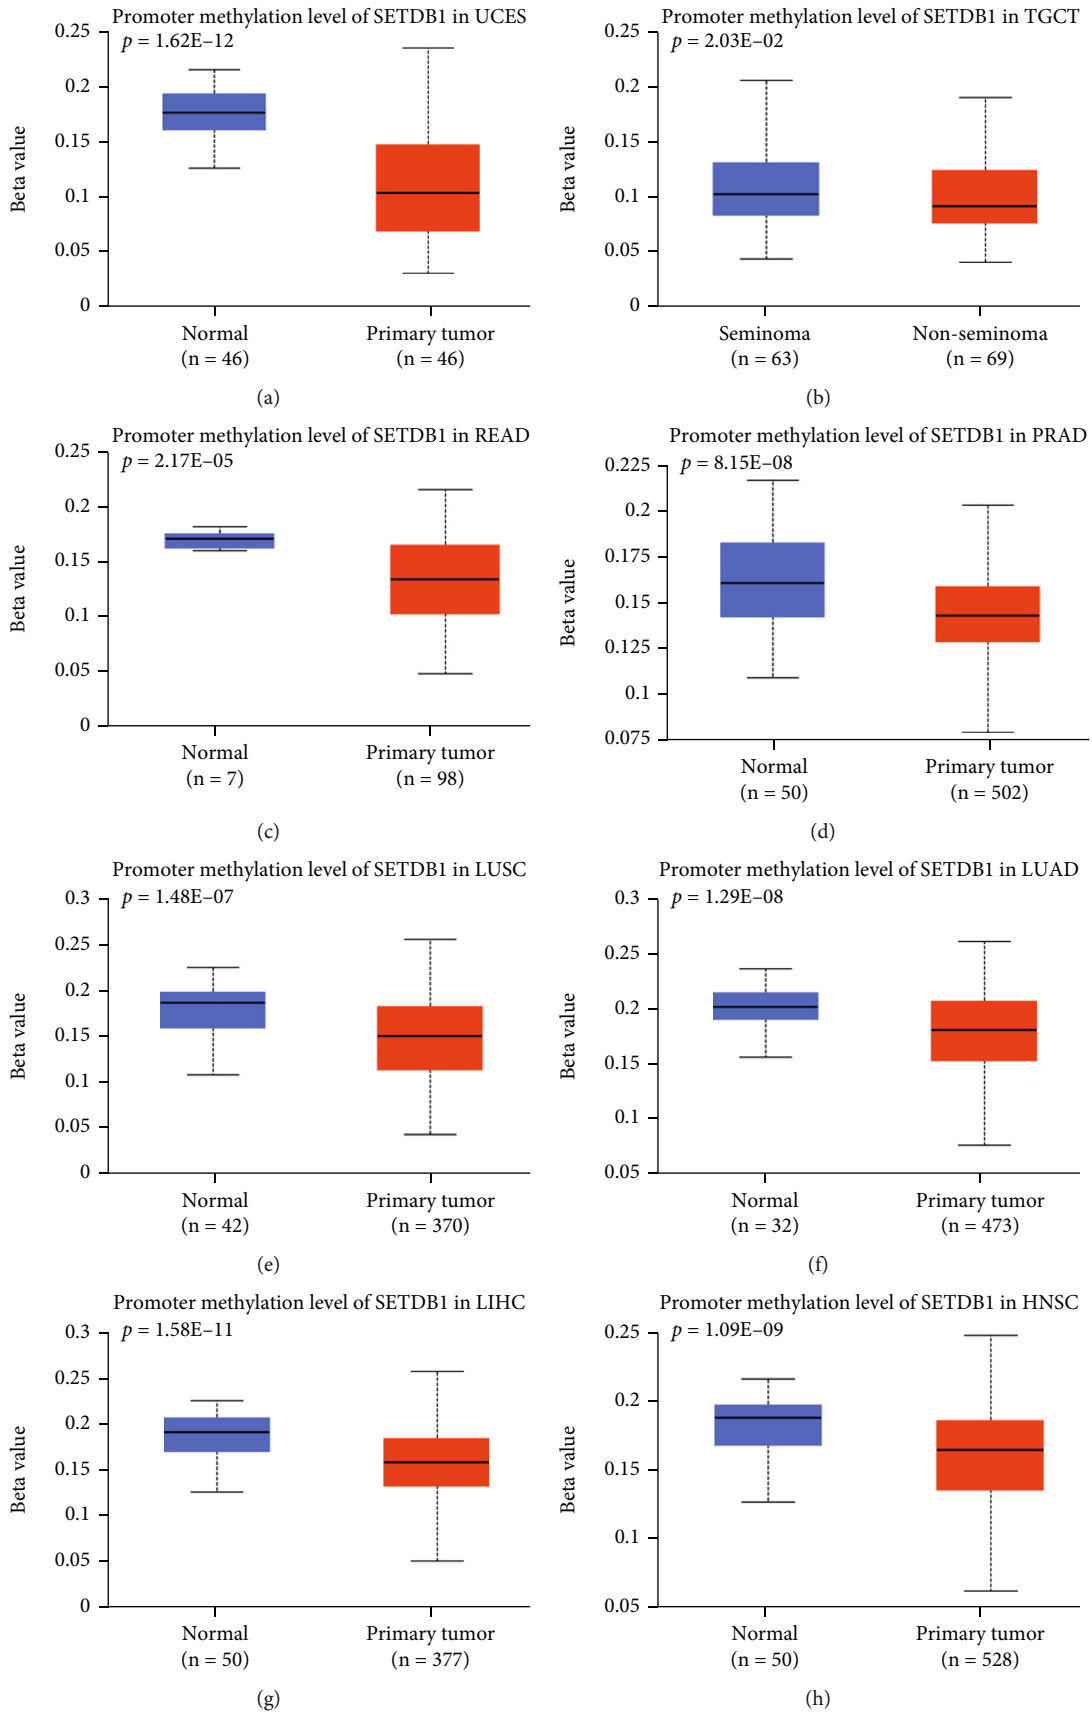 Promoter methylation level of SETDB1 in UCES
p = 1.62E–12
0.25
0.2
0.15
0.1
0.05
0
Beta value
Normal
(n = 46)
Primary tumor
(n = 46)
(a)
Promoter methylation level of SETDB1 in TGCT
p = 2.03E–02
0.25
0.2
0.15
0.1
0.05
0
Beta value
Seminoma
(n = 63)
Non-seminoma
(n = 69)
(b)
Promoter methylation level of SETDB1 in READ
p = 2.17E–05
0.25
0.2
0.15
0.1
0.05
0
Beta value
Normal
(n = 7)
Primary tumor
(n = 98)
(c)
Promoter methylation level of SETDB1 in PRAD
p = 8.15E–08
0.225
0.2
0.175
0.15
0.125
0.1
0.075
Beta value
Normal
(n = 50)
Primary tumor
(n = 502)
(d)
Promoter methylation level of SETDB1 in LUSC
p = 1.48E–07
0.3
0.25
0.2
0.15
0.1
0.05
0
Beta value
Normal
(n = 42)
Primary tumor
(n = 370)
(e)
Promoter methylation level of SETDB1 in LUAD
p = 1.29E–08
0.3
0.25
0.2
0.15
0.1
0.05
Beta value
Normal
(n = 32)
Primary tumor
(n = 473)
(f)
Promoter methylation level of SETDB1 in LIHC
p = 1.58E–11
0.3
0.25
0.2
0.15
0.1
0.05
0
Beta value
Normal
(n = 50)
Primary tumor
(n = 377)
(g)
Promoter methylation level of SETDB1 in HNSC
p = 1.09E–09
0.25
0.2
0.15
0.1
0.05
Beta value
Normal
(n = 50)
Primary tumor
(n = 528)
(h)